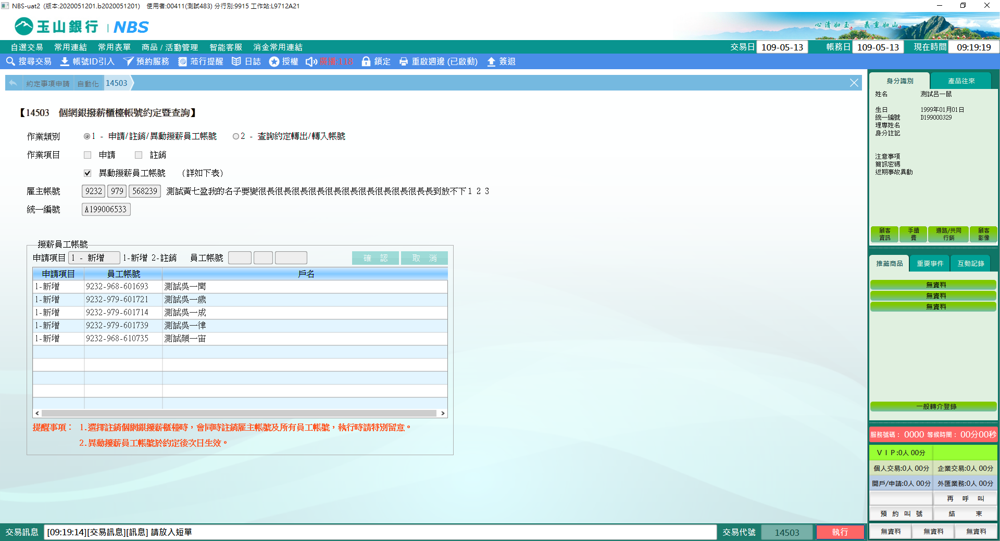 NBS-uat2 (版本:2020051201.b2020051201) 使用者:00411(測試483) 分行別:9915 工作站:L9712A21
玉山銀行 | NBS
心清如玉 義重如山
自選交易 常用連結 常用表單 商品 / 活動管理 智能客服 消金常用連結 交易日 109-05-13 帳務日 109-05-13 現在時間 09:19:19
搜尋交易 帳號ID引入 預約服務 蒞行提醒 日誌 授權 廣播:118 鎖定 重啟週邊 (已啟動) 簽退
約定事項申請 自動化 14503
【14503 個網銀撥薪櫃檯帳號約定暨查詢】
作業類別 1 - 申請/註銷/異動撥薪員工帳號 2 - 查詢約定轉出/轉入帳號
作業項目 申請 註銷
異動撥薪員工帳號 (詳如下表)
雇主帳號 9232 979 568239 測試黃七盈我的名子要變很長很長很長很長很長很長很長很長很長很長長到放不下１２３
統一編號 A199006533
撥薪員工帳號
申請項目 1 - 新增 1-新增 2-註銷 員工帳號 確 認 取 消
申請項目 員工帳號 戶名
1-新增 9232-968-601693 測試吳一閩
1-新增 9232-979-601721 測試吳一歲
1-新增 9232-979-601714 測試吳一成
1-新增 9232-979-601739 測試吳一律
1-新增 9232-968-610735 測試顏一宙
提醒事項： 1.選擇註銷個網銀撥薪櫃檯時，會同時註銷雇主帳號及所有員工帳號，執行時請特別留意。
2.異動撥薪員工帳號於約定後次日生效。
身分識別 產品往來
姓名 測試呂一鼠
生日 1999年01月01日
統一編號 D199000329
理專姓名
身分註記
注意事項
簡訊密碼
近期事故異動
顧客資訊 手續費 通路/共同行銷 顧客影像
推薦商品 重要事件 互動記錄
無資料
無資料
無資料
一般轉介登錄
服務號碼： 0000 等候時間： 00分00秒
ＶＩＰ:0人 00分
個人交易:0人 00分 企業交易:0人 00分
開戶/申請:0人 00分 外匯業務:0人 00分
再 呼 叫
預 約 叫 號 結 束
無資料 無資料 無資料
交易訊息 [09:19:14][交易訊息][訊息] 請放入短單 交易代號 14503 執行